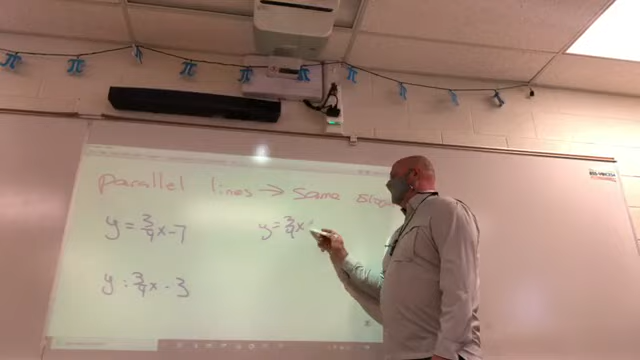 parallel lines → same slope
y = 3/4x - 7
y = 3/4x
y = 3/4x - 3
π π π π π π